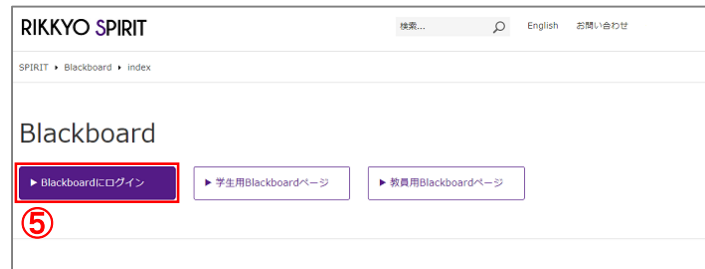 RIKKYO SPIRIT
検索... English お問い合わせ
SPIRIT ▸ Blackboard ▸ index
Blackboard
▶ Blackboardにログイン
▶ 学生用Blackboardページ
▶ 教員用Blackboardページ
⑤